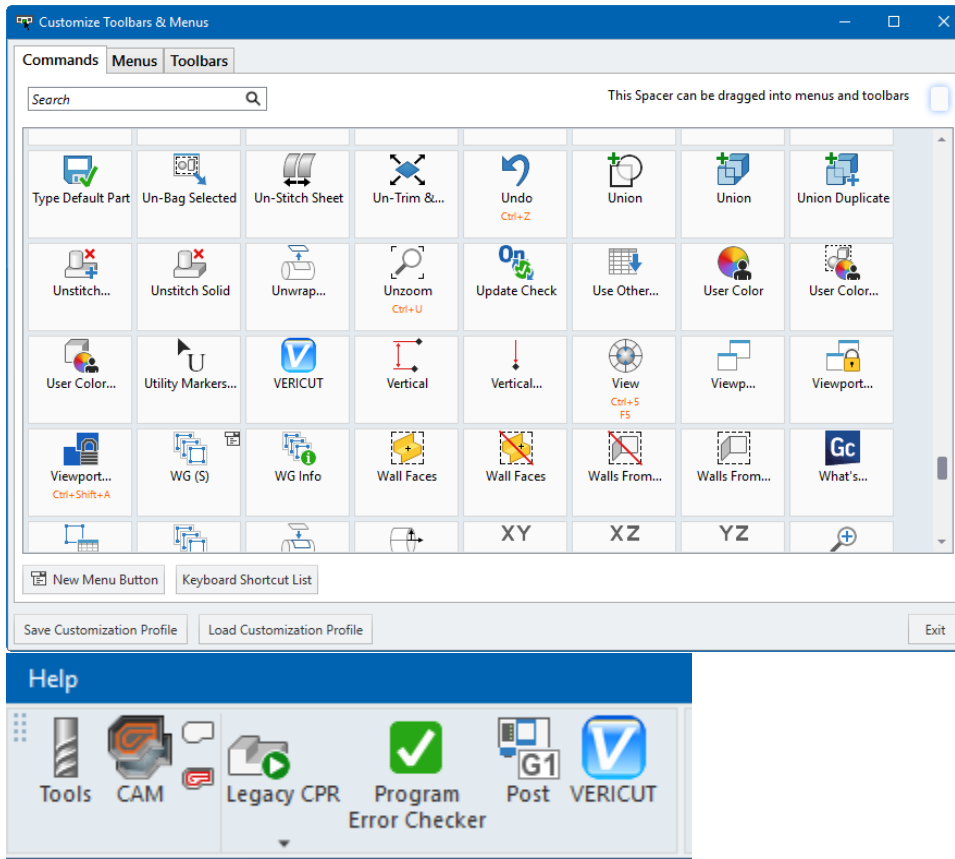 Customize Toolbars & Menus
Commands Menus Toolbars
Search
This Spacer can be dragged into menus and toolbars
Type Default Part Un-Bag Selected Un-Stitch Sheet Un-Trim &... Undo Union Union Union Duplicate
Ctrl+Z
On
Unstitch... Unstitch Solid Unwrap... Unzoom Update Check Use Other... User Color User Color...
Ctrl+U
U
V
User Color... Utility Markers... VERICUT Vertical Vertical... View Viewp... Viewport...
Ctrl+5
F5
Gc
Viewport... WG (S) WG Info Wall Faces Wall Faces Walls From... Walls From... What's...
Ctrl+Shift+A
XY XZ YZ
New Menu Button Keyboard Shortcut List
Save Customization Profile Load Customization Profile Exit
Help
G1
V
Tools CAM Legacy CPR Program Post VERICUT
Error Checker